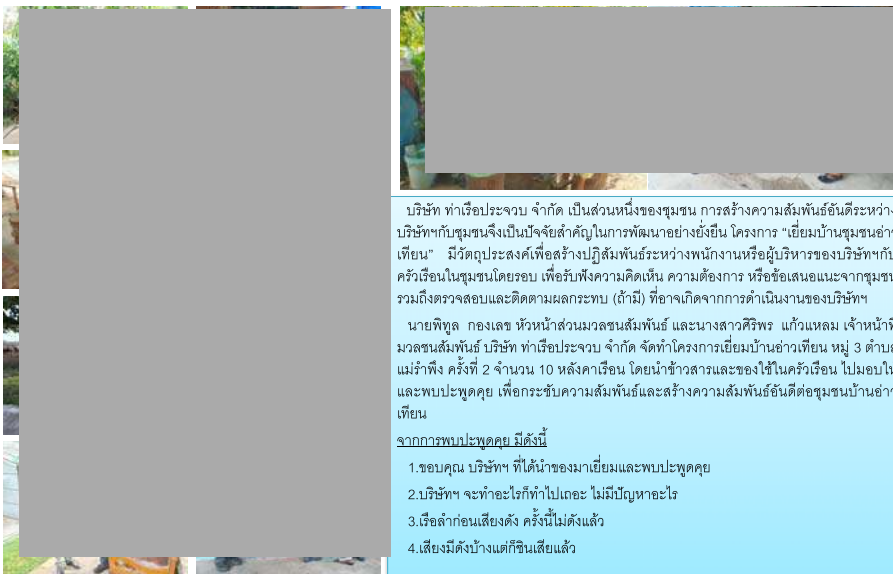 บริษัท ท่าเรือประจวบ จำกัด เป็นส่วนหนึ่งของชุมชน การสร้างความสัมพันธ์อันดีระหว่าง
บริษัทฯกับชุมชนจึงเป็นปัจจัยสำคัญในการพัฒนาอย่างยั่งยืน โครงการ “เยี่ยมบ้านชุมชนอ่าว
เทียน” มีวัตถุประสงค์เพื่อสร้างปฏิสัมพันธ์ระหว่างพนักงานหรือผู้บริหารของบริษัทฯกับ
ครัวเรือนในชุมชนโดยรอบ เพื่อรับฟังความคิดเห็น ความต้องการ หรือข้อเสนอแนะจากชุมชน
รวมถึงตรวจสอบและติดตามผลกระทบ (ถ้ามี) ที่อาจเกิดจากการดำเนินงานของบริษัทฯ
นายพิทูล กองเลข หัวหน้าส่วนมวลชนสัมพันธ์ และนางสาวศิริพร แก้วแหลม เจ้าหน้าที่
มวลชนสัมพันธ์ บริษัท ท่าเรือประจวบ จำกัด จัดทำโครงการเยี่ยมบ้านอ่าวเทียน หมู่ 3 ตำบล
แม่รำพึง ครั้งที่ 2 จำนวน 10 หลังคาเรือน โดยนำข้าวสารและของใช้ในครัวเรือน ไปมอบให้
และพบปะพูดคุย เพื่อกระชับความสัมพันธ์และสร้างความสัมพันธ์อันดีต่อชุมชนบ้านอ่าว
เทียน
จากการพบปะพูดคุย มีดังนี้
1.ขอบคุณ บริษัทฯ ที่ได้นำของมาเยี่ยมและพบปะพูดคุย
2.บริษัทฯ จะทำอะไรก็ทำไปเถอะ ไม่มีปัญหาอะไร
3.เรือลำก่อนเสียงดัง ครั้งนี้ไม่ดังแล้ว
4.เสียงมีดังบ้างแต่ก็ชินเสียแล้ว